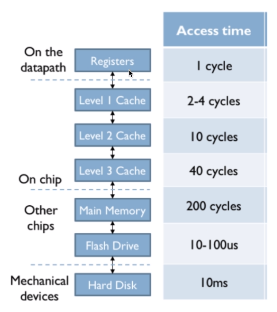 Access time
On the
datapath
Registers
1 cycle
Level 1 Cache
2-4 cycles
Level 2 Cache
10 cycles
On chip
Level 3 Cache
40 cycles
Other
chips
Main Memory
200 cycles
Flash Drive
10-100us
Mechanical
devices
Hard Disk
10ms